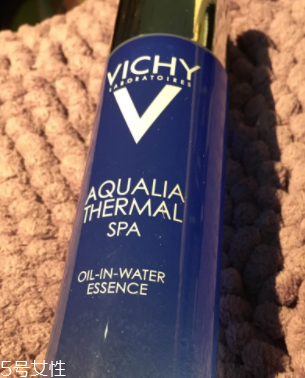 VICHY
LABORATOIRES
V
AQUALIA
THERMAL
SPA
OIL-IN-WATER
ESSENCE
5号女性